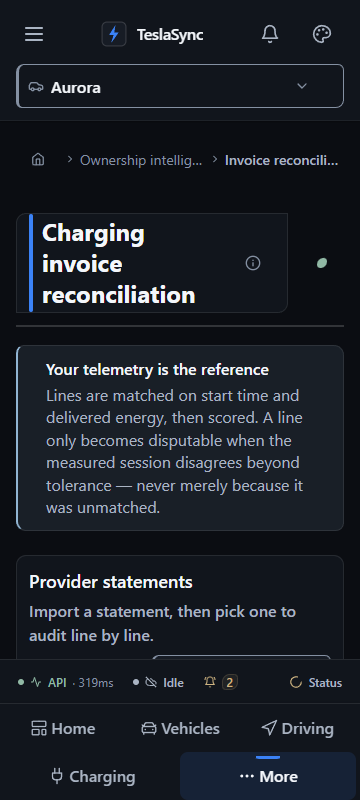 TeslaSync
Aurora
Ownership intellig... Invoice reconcili...
Charging
invoice
reconciliation
Your telemetry is the reference
Lines are matched on start time and
delivered energy, then scored. A line
only becomes disputable when the
measured session disagrees beyond
tolerance — never merely because it
was unmatched.
Provider statements
Import a statement, then pick one to
audit line by line.
API · 319ms Idle 2 Status
Home Vehicles Driving
Charging More